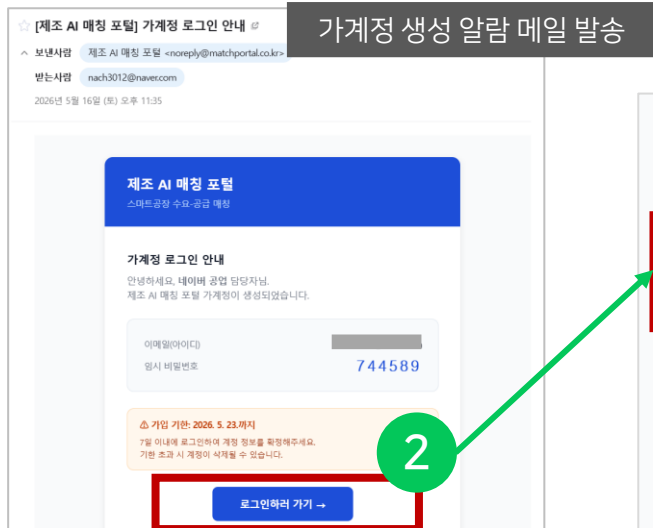 가계정 생성 알람 메일 발송
[제조 AI 매칭 포털] 가계정 로그인 안내
보낸사람 제조 AI 매칭 포털 <noreply@matchportal.co.kr>
받는사람 nach3012@naver.com
2026년 5월 16일 (토) 오후 11:35
제조 AI 매칭 포털
스마트공장 수요·공급 매칭
가계정 로그인 안내
안녕하세요, 네이버 공업 담당자님.
제조 AI 매칭 포털 가계정이 생성되었습니다.
이메일(아이디)
임시 비밀번호 744589
⚠ 가입 기한: 2026. 5. 23.까지
7일 이내에 로그인하여 계정 정보를 확정해주세요.
기한 초과 시 계정이 삭제될 수 있습니다.
2
로그인하러 가기 →